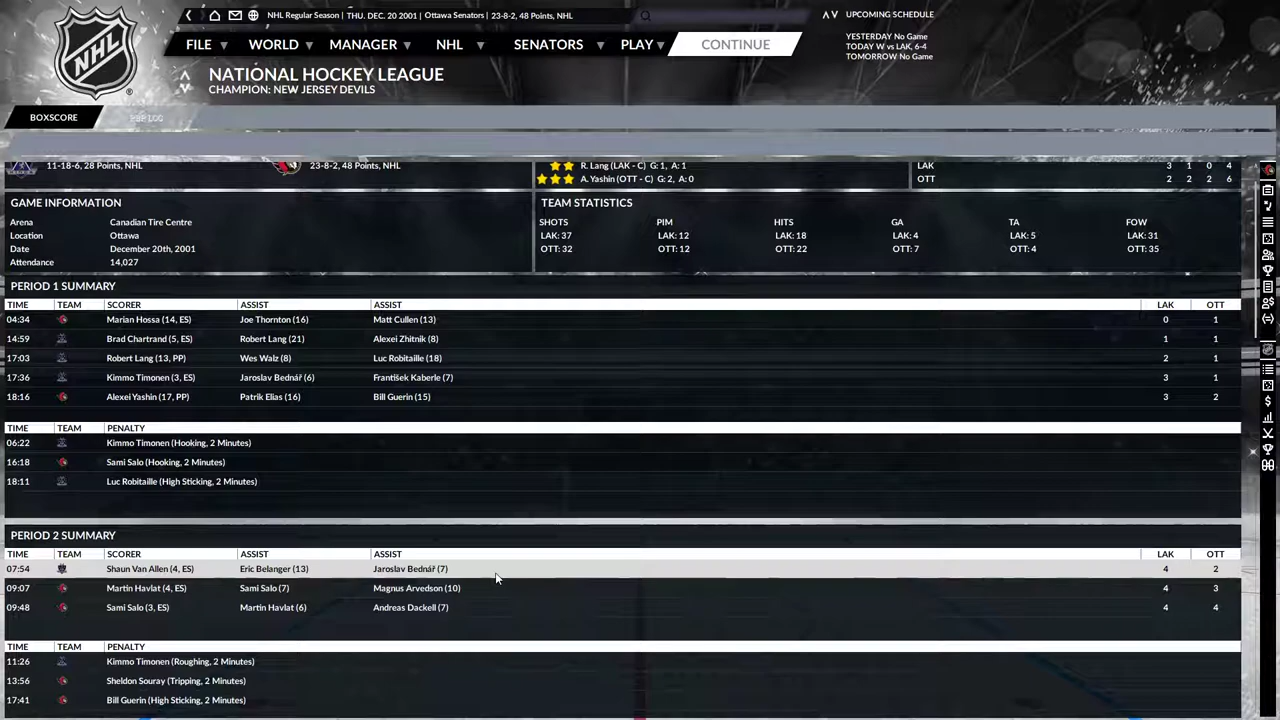 NHL Regular Season | THU. DEC. 20 2001 | Ottawa Senators | 23-8-2, 48 Points, NHL
UPCOMING SCHEDULE
YESTERDAY No Game
TODAY W vs LAK, 6-4
TOMORROW No Game
NHL
FILE WORLD MANAGER NHL SENATORS PLAY CONTINUE
NATIONAL HOCKEY LEAGUE
CHAMPION: NEW JERSEY DEVILS
BOXSCORE
11-18-6, 28 Points, NHL 23-8-2, 48 Points, NHL
R. Lang (LAK - C) G: 1, A: 1
A. Yashin (OTT - C) G: 2, A: 0
LAK 3 1 0 4
OTT 2 2 2 6
GAME INFORMATION
Arena Canadian Tire Centre
Location Ottawa
Date December 20th, 2001
Attendance 14,027
TEAM STATISTICS
SHOTS PIM HITS GA TA FOW
LAK: 37 LAK: 12 LAK: 18 LAK: 4 LAK: 5 LAK: 31
OTT: 32 OTT: 12 OTT: 22 OTT: 7 OTT: 4 OTT: 35
PERIOD 1 SUMMARY
TIME TEAM SCORER ASSIST ASSIST LAK OTT
04:34 Marian Hossa (14, ES) Joe Thornton (16) Matt Cullen (13) 0 1
14:59 Brad Chartrand (5, ES) Robert Lang (21) Alexei Zhitnik (8) 1 1
17:03 Robert Lang (13, PP) Wes Walz (8) Luc Robitaille (18) 2 1
17:36 Kimmo Timonen (3, ES) Jaroslav Bednář (6) František Kaberle (7) 3 1
18:16 Alexei Yashin (17, PP) Patrik Elias (16) Bill Guerin (15) 3 2
TIME TEAM PENALTY
06:22 Kimmo Timonen (Hooking, 2 Minutes)
16:18 Sami Salo (Hooking, 2 Minutes)
18:11 Luc Robitaille (High Sticking, 2 Minutes)
PERIOD 2 SUMMARY
TIME TEAM SCORER ASSIST ASSIST LAK OTT
07:54 Shaun Van Allen (4, ES) Eric Belanger (13) Jaroslav Bednář (7) 4 2
09:07 Martin Havlat (4, ES) Sami Salo (7) Magnus Arvedson (10) 4 3
09:48 Sami Salo (3, ES) Martin Havlat (6) Andreas Dackell (7) 4 4
TIME TEAM PENALTY
11:26 Kimmo Timonen (Roughing, 2 Minutes)
13:56 Sheldon Souray (Tripping, 2 Minutes)
17:41 Bill Guerin (High Sticking, 2 Minutes)